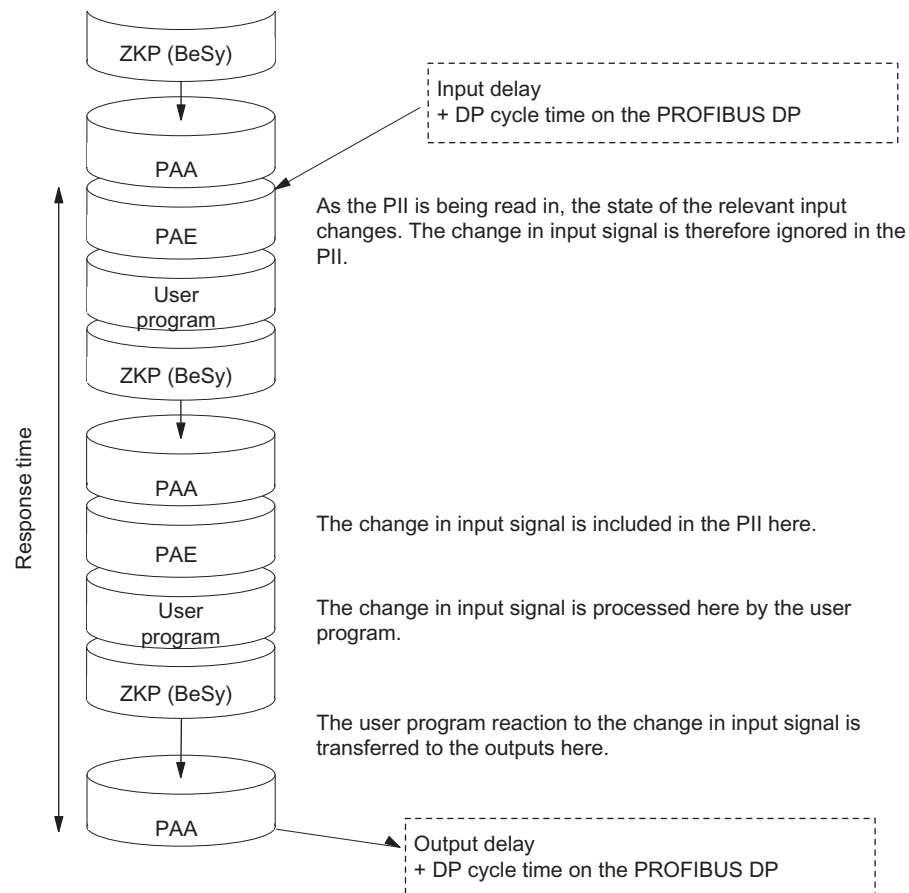 ZKP (BeSy)
Input delay
+ DP cycle time on the PROFIBUS DP
PAA
As the PII is being read in, the state of the relevant input
changes. The change in input signal is therefore ignored in the
PII.
PAE
User
program
ZKP (BeSy)
Response time
PAA
The change in input signal is included in the PII here.
PAE
The change in input signal is processed here by the user
program.
User
program
ZKP (BeSy)
The user program reaction to the change in input signal is
transferred to the outputs here.
PAA
Output delay
+ DP cycle time on the PROFIBUS DP